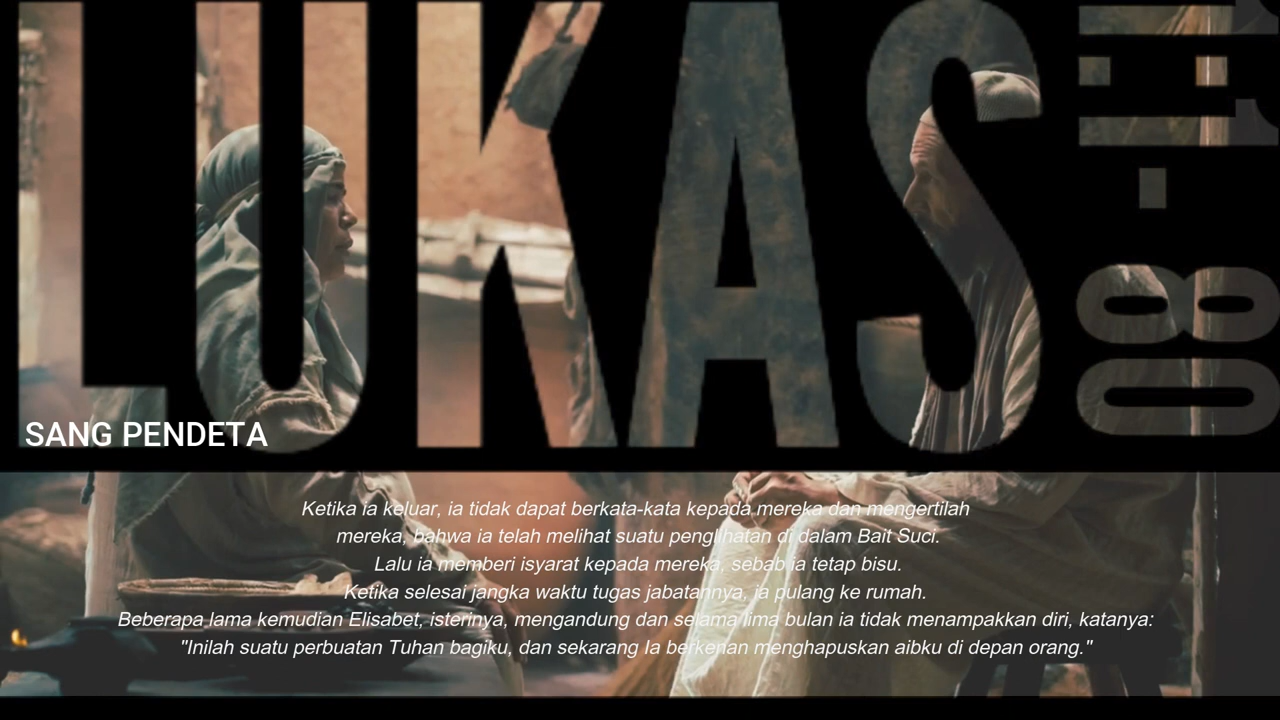 LUKAS
1:1-80
SANG PENDETA
Ketika ia keluar, ia tidak dapat berkata-kata kepada mereka dan mengertilah
mereka, bahwa ia telah melihat suatu penglihatan di dalam Bait Suci.
Lalu ia memberi isyarat kepada mereka, sebab ia tetap bisu.
Ketika selesai jangka waktu tugas jabatannya, ia pulang ke rumah.
Beberapa lama kemudian Elisabet, isterinya, mengandung dan selama lima bulan ia tidak menampakkan diri, katanya:
"Inilah suatu perbuatan Tuhan bagiku, dan sekarang Ia berkenan menghapuskan aibku di depan orang."